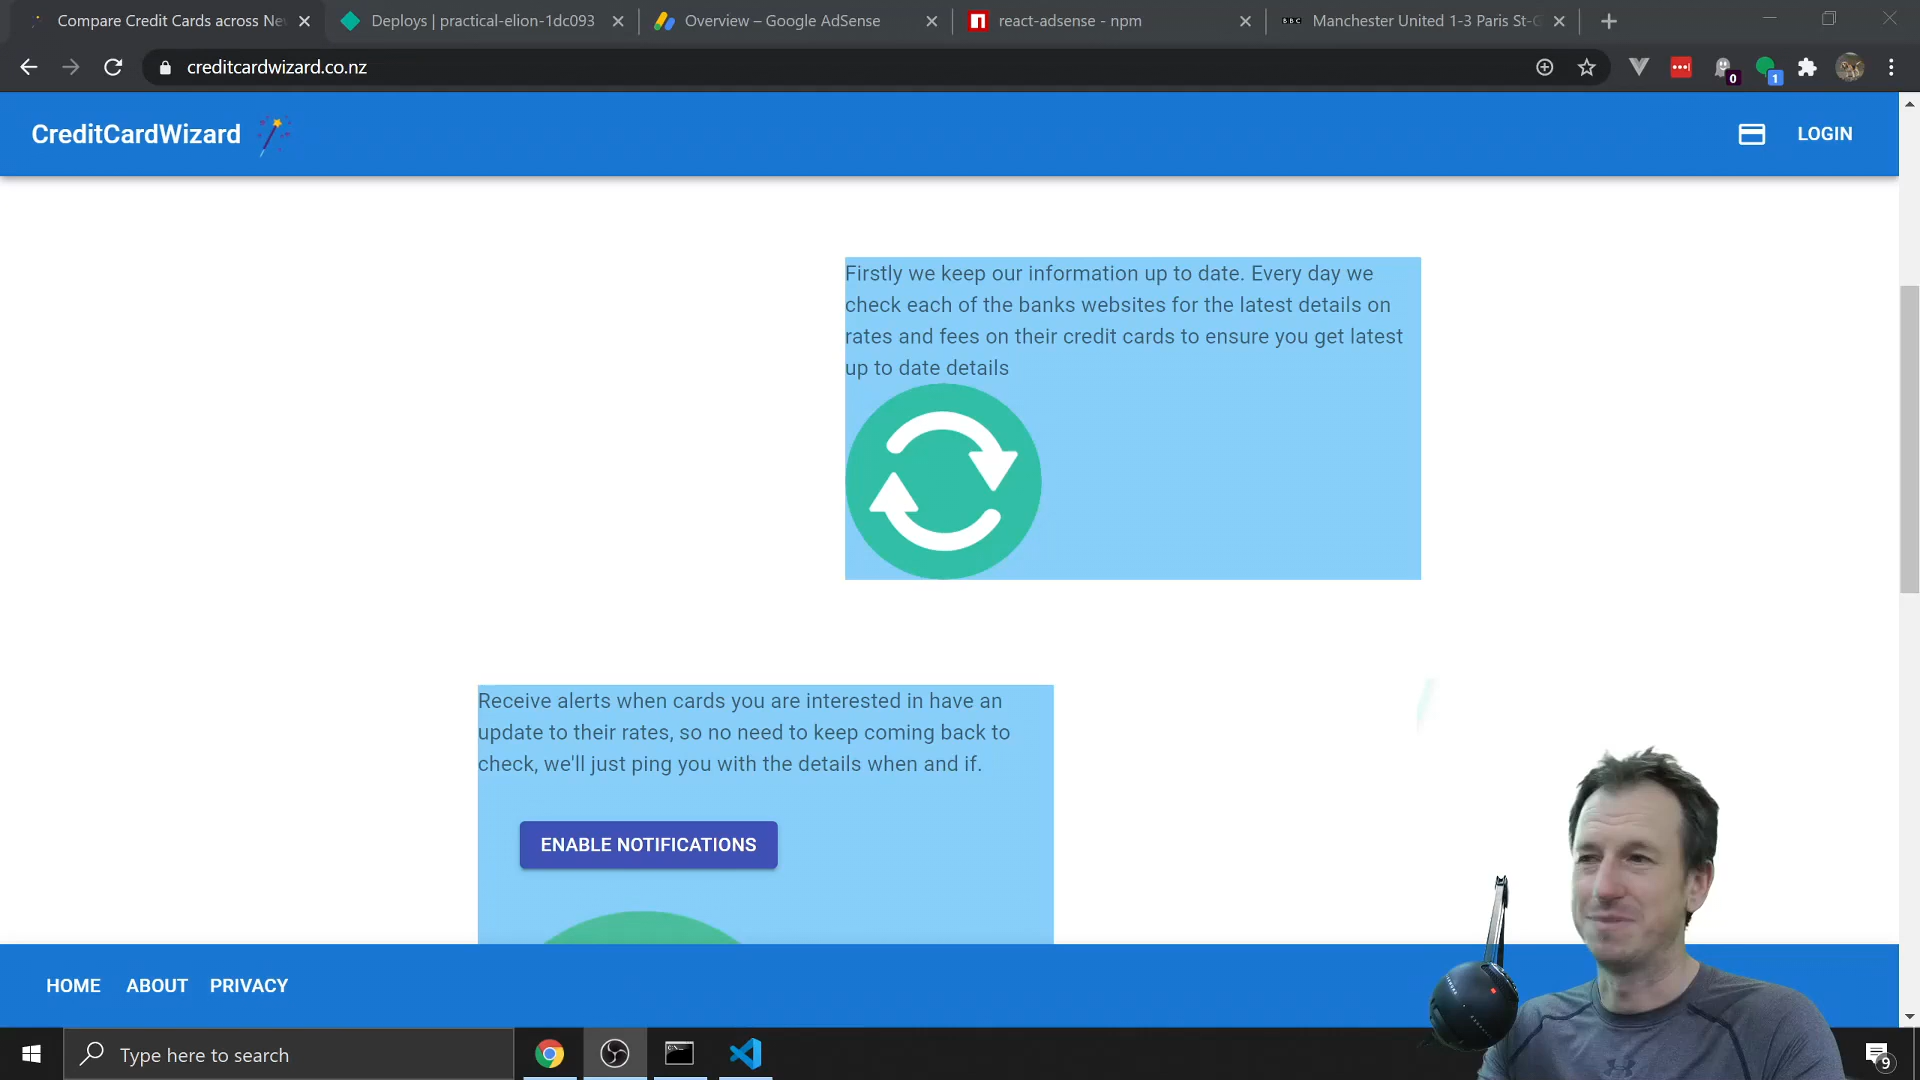 Compare Credit Cards across Ne
Deploys | practical-elion-1dc093
Overview – Google AdSense
react-adsense - npm
BBC
Manchester United 1-3 Paris St-G
creditcardwizard.co.nz
0
1
CreditCardWizard
LOGIN
Firstly we keep our information up to date. Every day we
check each of the banks websites for the latest details on
rates and fees on their credit cards to ensure you get latest
up to date details
Receive alerts when cards you are interested in have an
update to their rates, so no need to keep coming back to
check, we'll just ping you with the details when and if.
ENABLE NOTIFICATIONS
HOME ABOUT PRIVACY
Type here to search
9